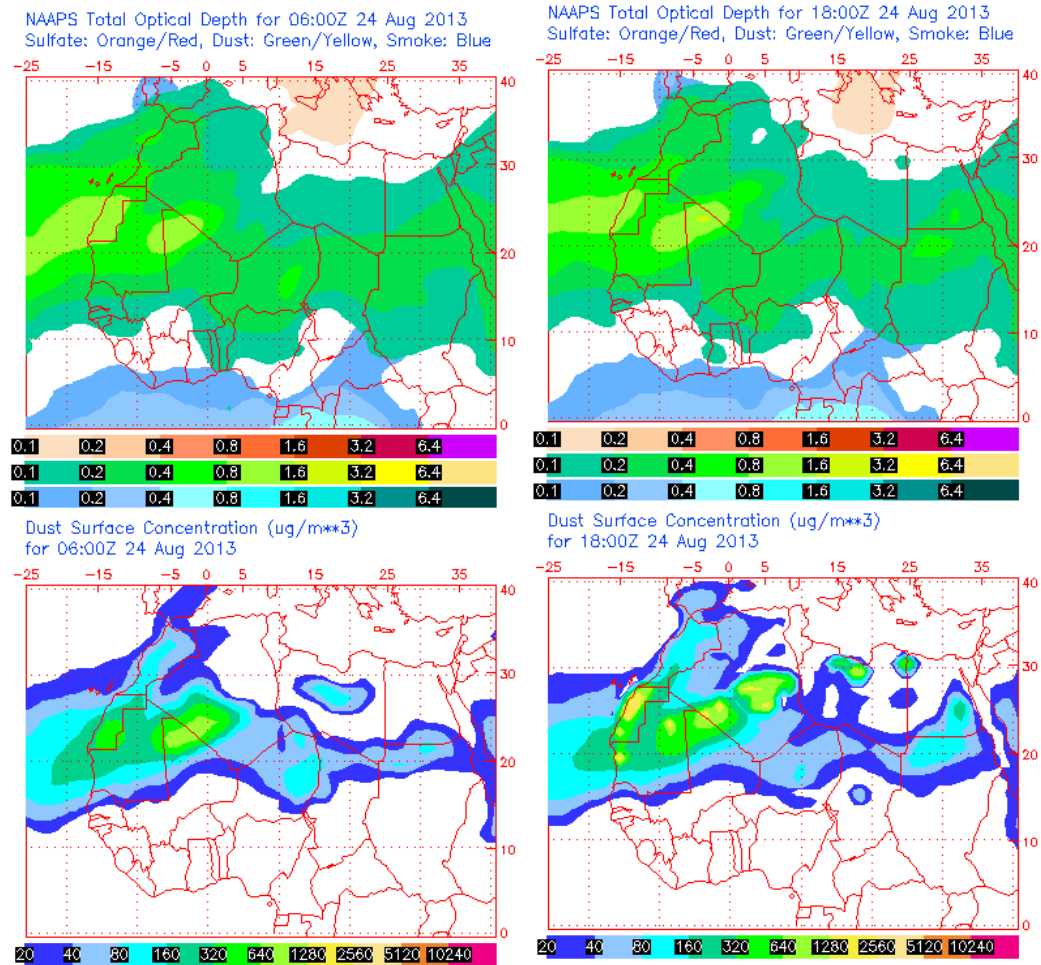 NAAPS Total Optical Depth for 06:00Z 24 Aug 2013
Sulfate: Orange/Red, Dust: Green/Yellow, Smoke: Blue
-25 -15 -5 0 5 15 25 35
40
30
20
10
0
0.1 0.2 0.4 0.8 1.6 3.2 6.4
0.1 0.2 0.4 0.8 1.6 3.2 6.4
0.1 0.2 0.4 0.8 1.6 3.2 6.4
NAAPS Total Optical Depth for 18:00Z 24 Aug 2013
Sulfate: Orange/Red, Dust: Green/Yellow, Smoke: Blue
-25 -15 -5 0 5 15 25 35
40
30
20
10
0
0.1 0.2 0.4 0.8 1.6 3.2 6.4
0.1 0.2 0.4 0.8 1.6 3.2 6.4
0.1 0.2 0.4 0.8 1.6 3.2 6.4
Dust Surface Concentration (ug/m**3)
for 06:00Z 24 Aug 2013
-25 -15 -5 0 5 15 25 35
40
30
20
10
0
20 40 80 160 320 640 1280 2560 5120 10240
Dust Surface Concentration (ug/m**3)
for 18:00Z 24 Aug 2013
-25 -15 -5 0 5 15 25 35
40
30
20
10
0
20 40 80 160 320 640 1280 2560 5120 10240